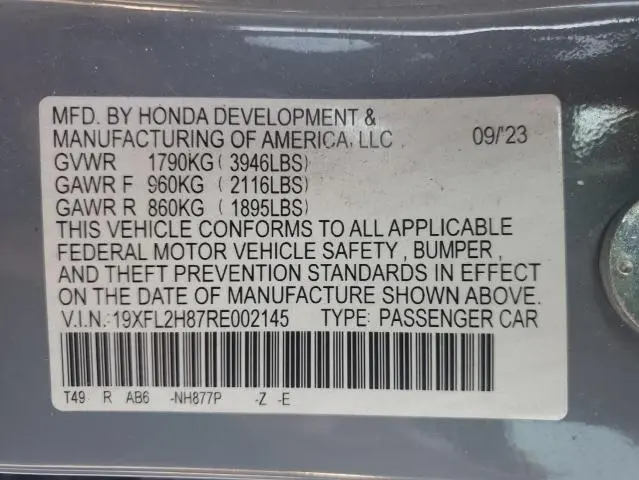 MFD. BY HONDA DEVELOPMENT &
MANUFACTURING OF AMERICA, LLC 09/'23
GVWR 1790KG ( 3946LBS)
GAWR F 960KG ( 2116LBS)
GAWR R 860KG ( 1895LBS)
THIS VEHICLE CONFORMS TO ALL APPLICABLE
FEDERAL MOTOR VEHICLE SAFETY , BUMPER ,
AND THEFT PREVENTION STANDARDS IN EFFECT
ON THE DATE OF MANUFACTURE SHOWN ABOVE.
V.I.N.: 19XFL2H87RE002145 TYPE: PASSENGER CAR
T49 R AB6 -NH877P -Z -E